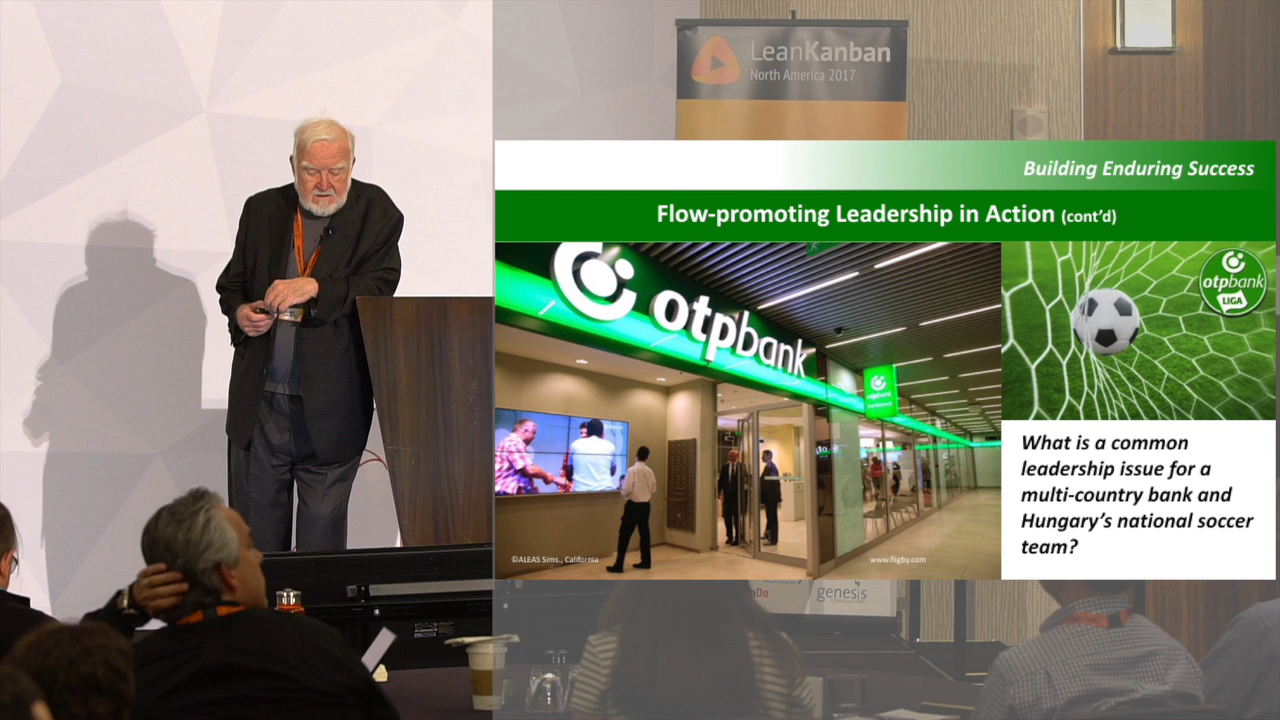 LeanKanban
North America 2017
Building Enduring Success
Flow-promoting Leadership in Action (cont'd)
otpbank
otpbank
LIGA
What is a common
leadership issue for a
multi-country bank and
Hungary's national soccer
team?
©ALEAS Sims., California
www.fligby.com
genesis